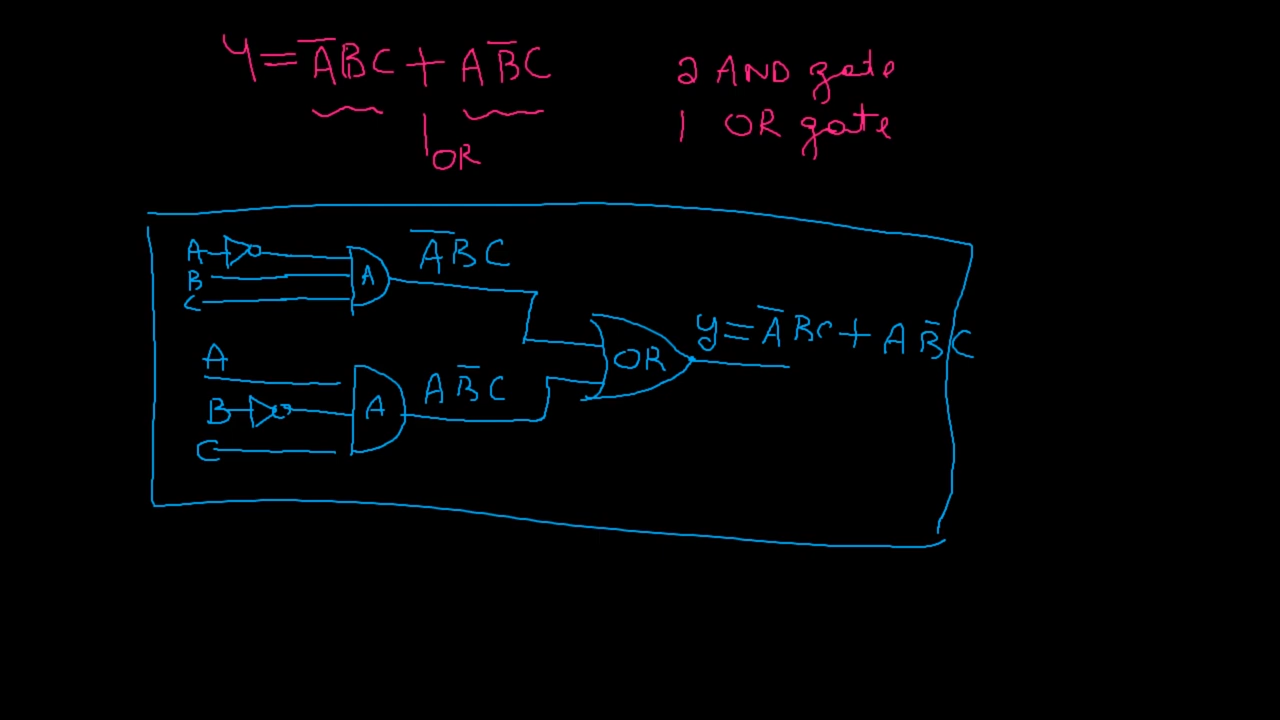 Y = A̅BC + AB̅C
OR
2 AND gate
1 OR gate
A
B
C
A
A̅BC
A
B
C
A
AB̅C
OR
y = A̅BC + AB̅C